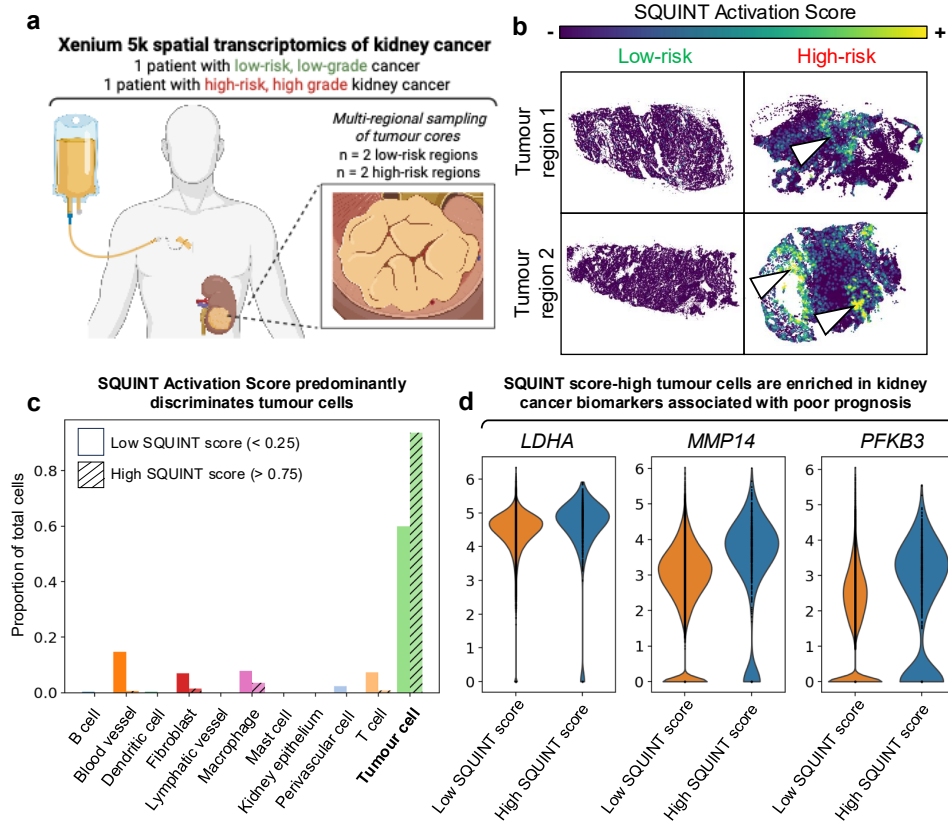 a
Xenium 5k spatial transcriptomics of kidney cancer
1 patient with low-risk, low-grade cancer
1 patient with high-risk, high grade kidney cancer
Multi-regional sampling
of tumour cores
n = 2 low-risk regions
n = 2 high-risk regions
b
SQUINT Activation Score
- +
Low-risk High-risk
Tumour
region 1
Tumour
region 2
c
SQUINT Activation Score predominantly
discriminates tumour cells
Low SQUINT score (< 0.25)
High SQUINT score (> 0.75)
Proportion of total cells
0.8
0.6
0.4
0.2
0.0
B cell
Blood vessel
Dendritic cell
Fibroblast
Lymphatic vessel
Macrophage
Mast cell
Kidney epithelium
Perivascular cell
T cell
Tumour cell
d
SQUINT score-high tumour cells are enriched in kidney
cancer biomarkers associated with poor prognosis
LDHA
6
5
4
3
2
1
0
Low SQUINT score
High SQUINT score
MMP14
6
5
4
3
2
1
0
Low SQUINT score
High SQUINT score
PFKB3
6
5
4
3
2
1
0
Low SQUINT score
High SQUINT score